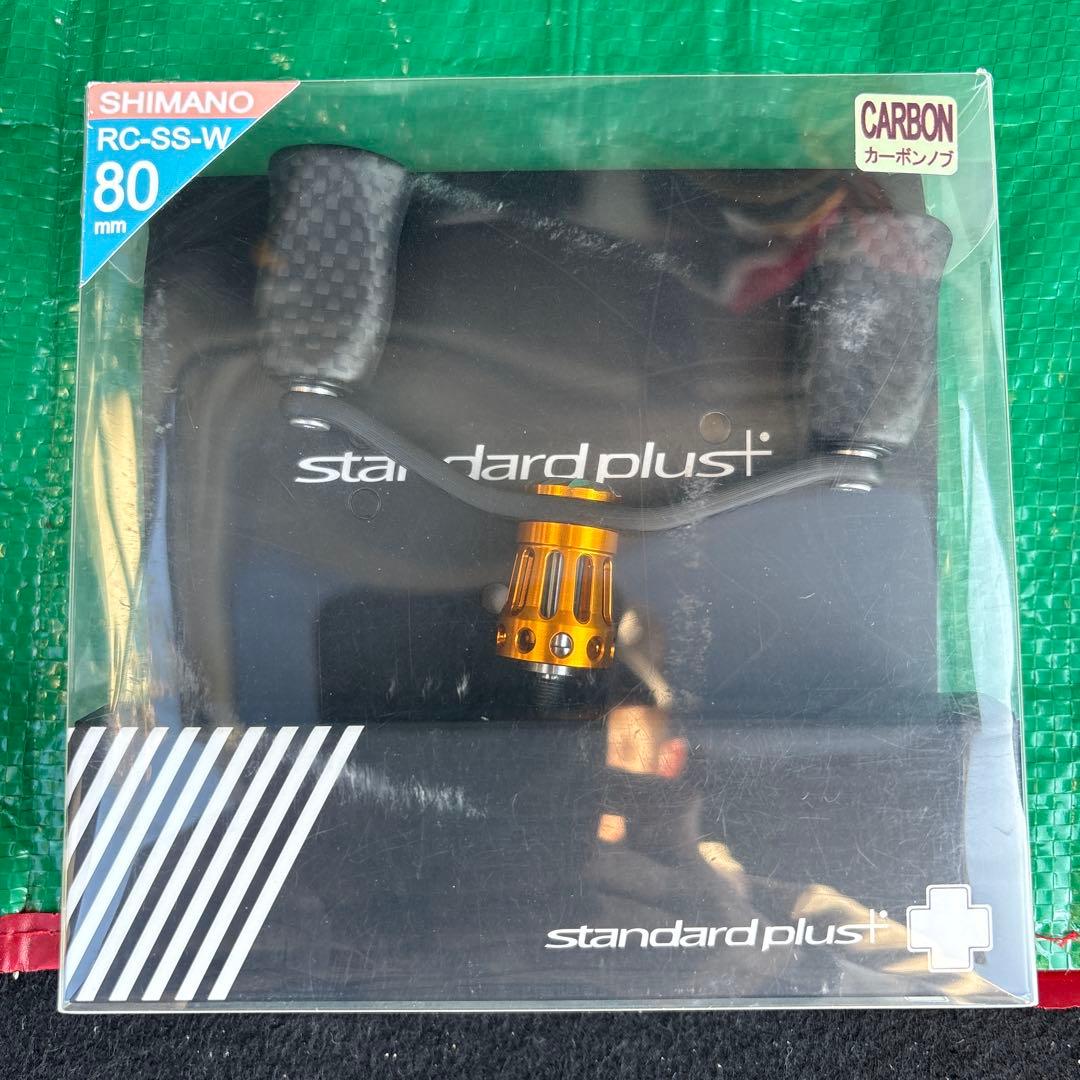 SHIMANO
RC-SS-W
80
mm
CARBON
カーボンノブ
standard plus+
standard plus+